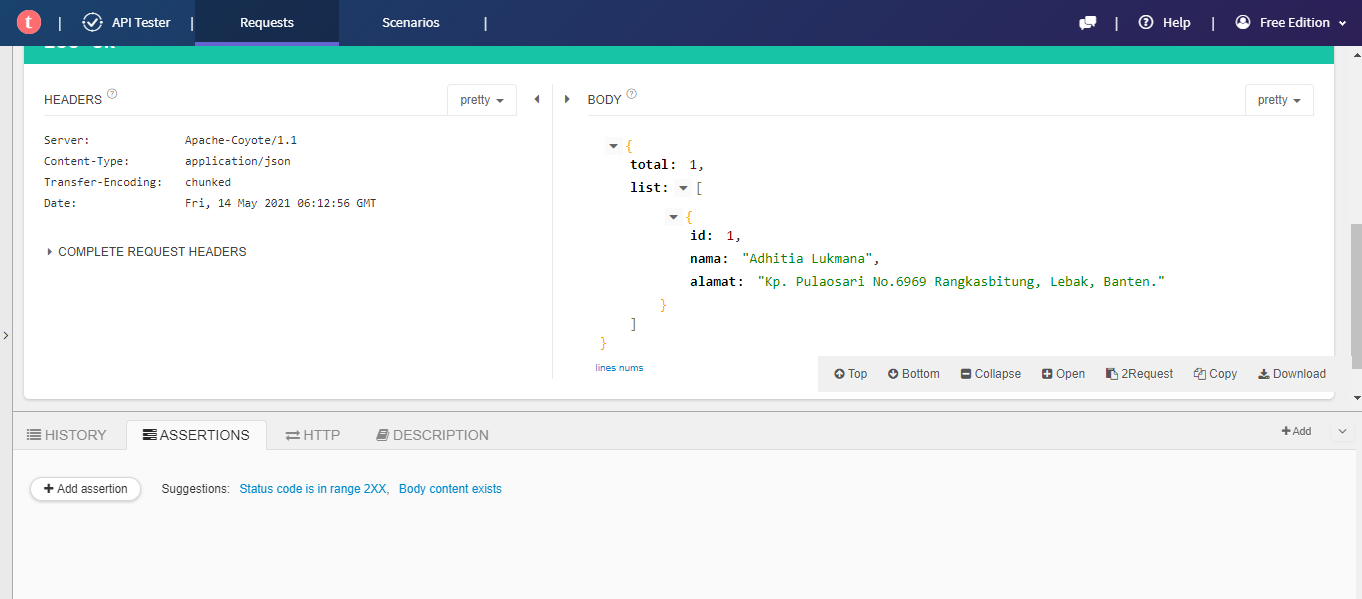 t | API Tester | Requests Scenarios | | Help | Free Edition
HEADERS ? pretty
Server: Apache-Coyote/1.1
Content-Type: application/json
Transfer-Encoding: chunked
Date: Fri, 14 May 2021 06:12:56 GMT
COMPLETE REQUEST HEADERS
BODY ? pretty
{
total: 1,
list: [
{
id: 1,
nama: "Adhitia Lukmana",
alamat: "Kp. Pulaosari No.6969 Rangkasbitung, Lebak, Banten."
}
]
}
lines nums
Top Bottom Collapse Open 2Request Copy Download
HISTORY ASSERTIONS HTTP DESCRIPTION + Add
+ Add assertion Suggestions: Status code is in range 2XX, Body content exists